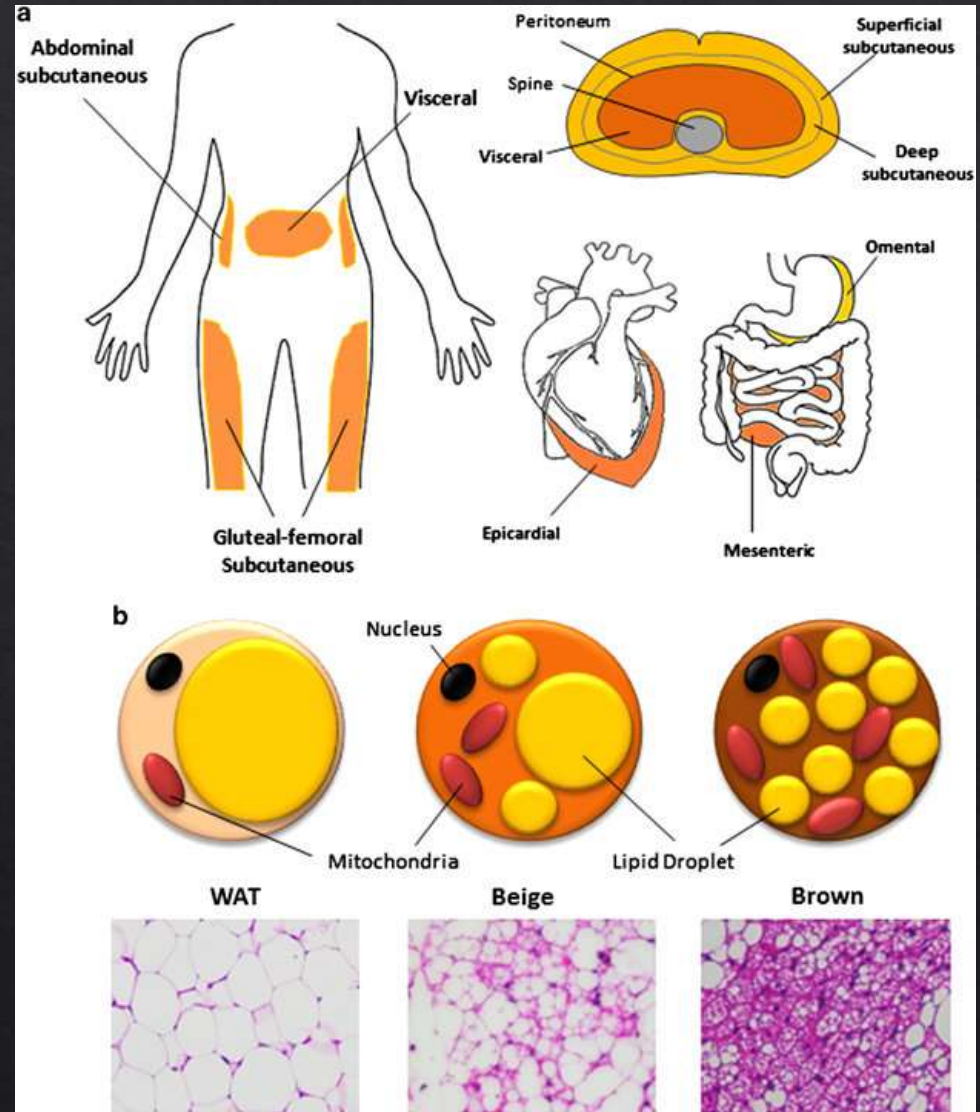 a
Abdominal
subcutaneous
Visceral
Gluteal-femoral
Subcutaneous
Peritoneum
Spine
Visceral
Superficial
subcutaneous
Deep
subcutaneous
Epicardial
Omental
Mesenteric
b
Nucleus
Mitochondria
Lipid Droplet
WAT
Beige
Brown